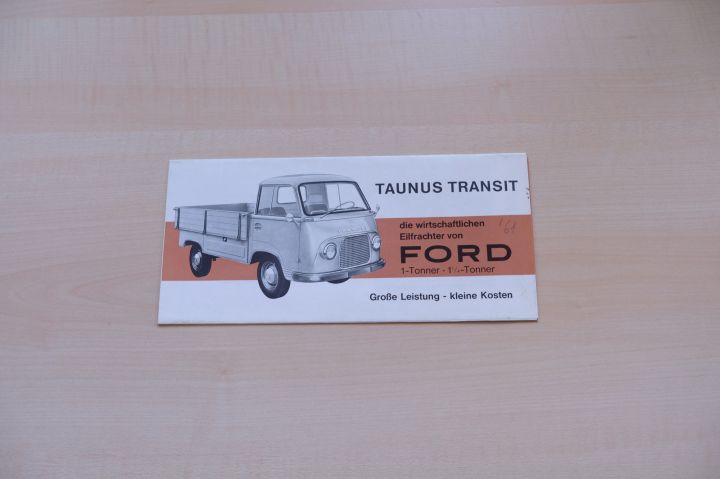 TAUNUS TRANSIT
die wirtschaftlichen
Eilfrachter von
FORD
1-Tonner · 1¼-Tonner
Große Leistung - kleine Kosten